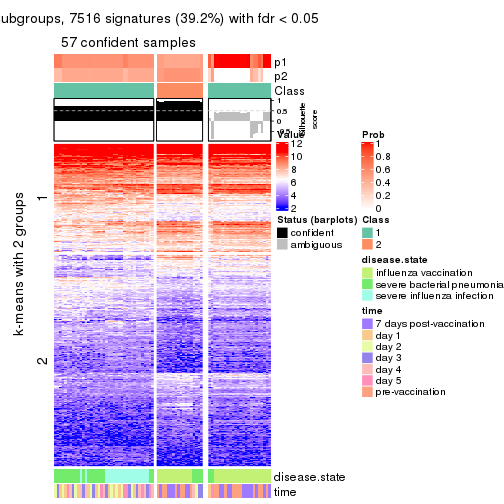 ubgroups, 7516 signatures (39.2%) with fdr < 0.05
57 confident samples
p1
p2
Class
1
0.5
0
-0.5
Silhouette
score
k-means with 2 groups
1
2
Value
12
10
8
6
4
2
Prob
1
0.8
0.6
0.4
0.2
0
Status (barplots)
confident
ambiguous
Class
1
2
disease.state
influenza vaccination
severe bacterial pneumonia
severe influenza infection
time
7 days post-vaccination
day 1
day 2
day 3
day 4
day 5
pre-vaccination
disease.state
time